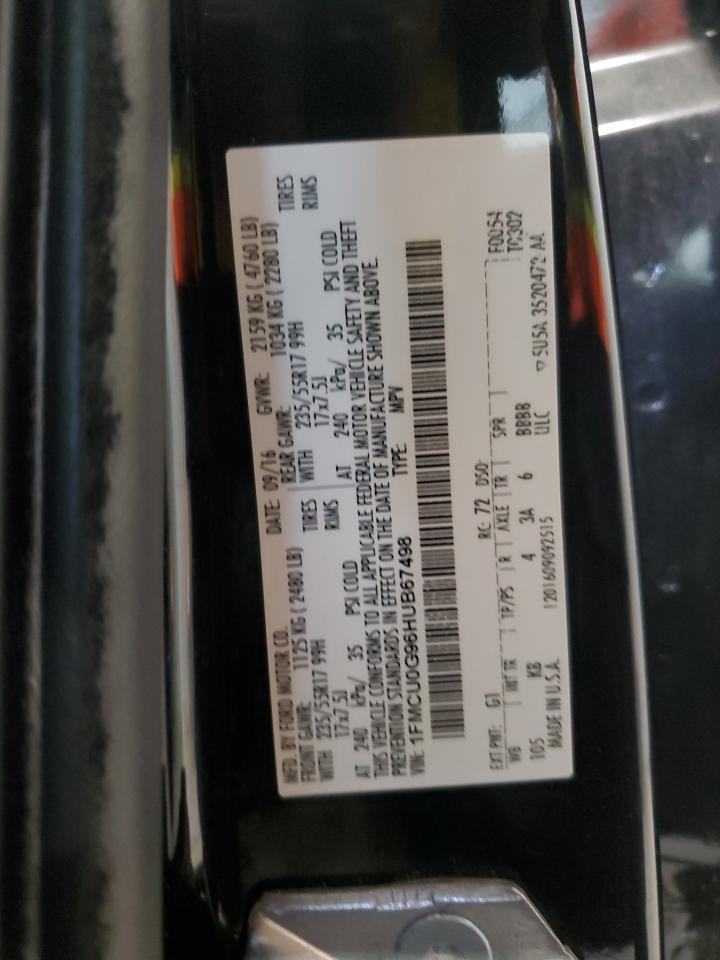 MFD. BY FORD MOTOR CO.
DATE: 09/16 GVWR: 2159 KG ( 4760 LB)
FRONT GAWR: 1125 KG ( 2480 LB)
REAR GAWR: 1034 KG ( 2280 LB)
WITH 235/55R17 99H TIRES
WITH 235/55R17 99H TIRES
17x7.5J RIMS
17x7.5J RIMS
AT 240 kPa/ 35 PSI COLD
AT 240 kPa/ 35 PSI COLD
THIS VEHICLE CONFORMS TO ALL APPLICABLE FEDERAL MOTOR VEHICLE SAFETY AND THEFT
PREVENTION STANDARDS IN EFFECT ON THE DATE OF MANUFACTURE SHOWN ABOVE.
VIN: 1FMCU0G96HUB67498
TYPE: MPV
EXT PNT: G1 RC: 72 DSO: F0054
WB INT TR TP/PS R AXLE TR SPR TC302
105 KB 4 3A 6 BBBB
MADE IN U.S.A. 1201609092515 ULC
5U5A 3520472 AA